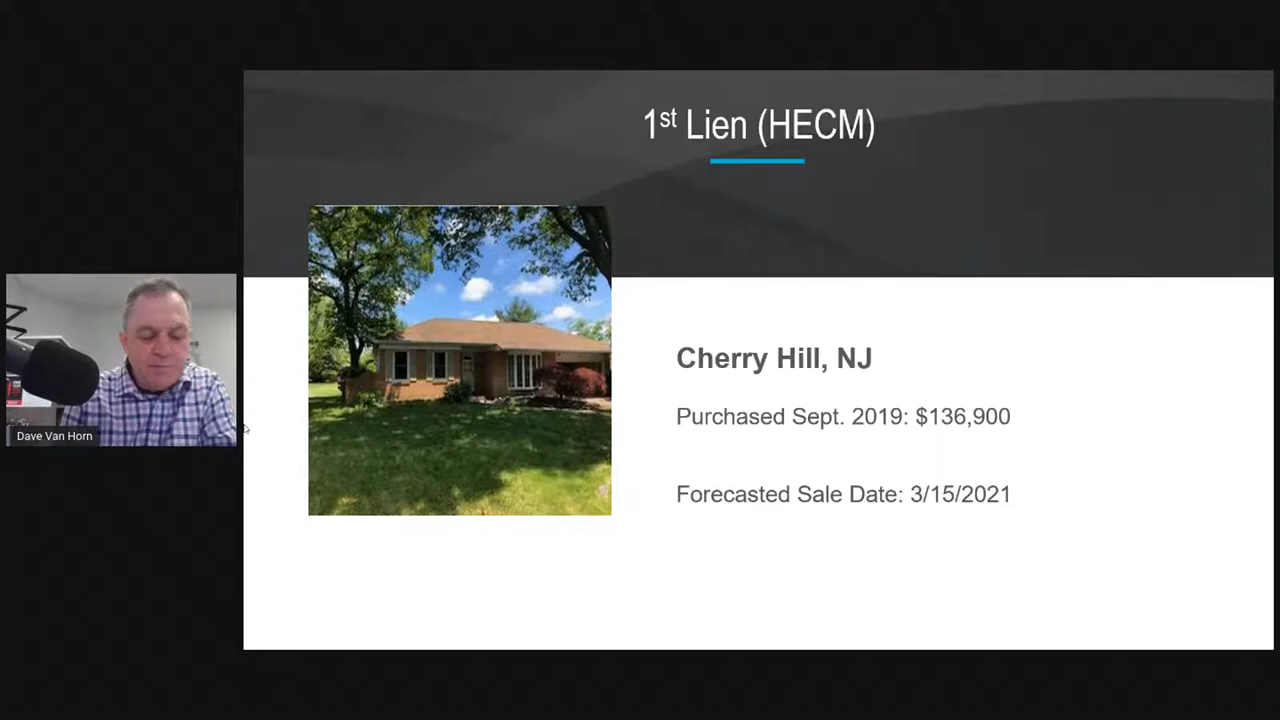 1st Lien (HECM)
Cherry Hill, NJ
Purchased Sept. 2019: $136,900
Forecasted Sale Date: 3/15/2021
Dave Van Horn